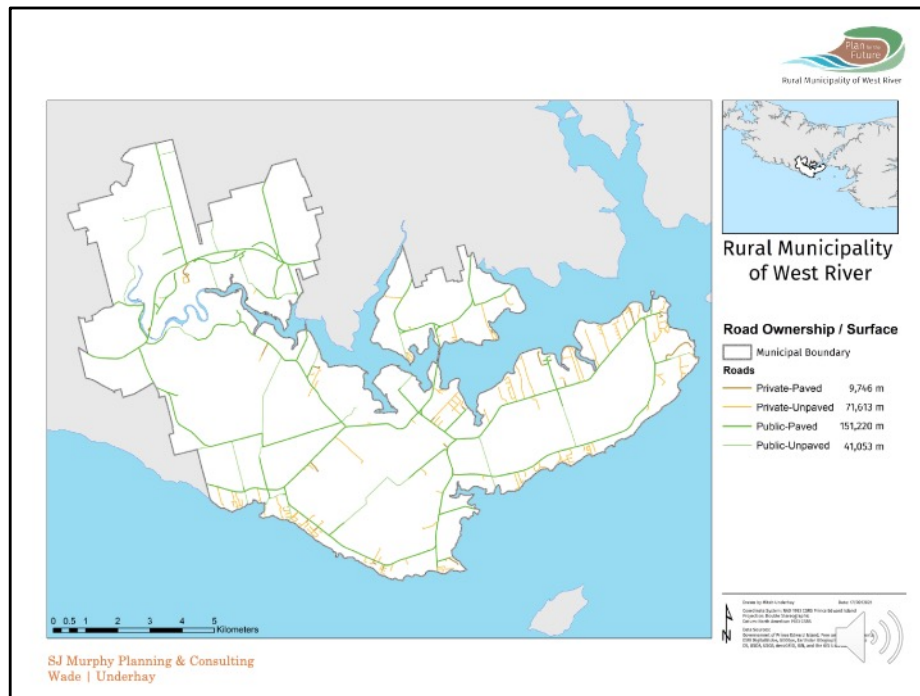 Plan for the
Future
Rural Municipality of West River
Rural Municipality
of West River
Road Ownership / Surface
Municipal Boundary
Roads
Private-Paved 9,746 m
Private-Unpaved 71,613 m
Public-Paved 151,220 m
Public-Unpaved 41,053 m
0 0.5 1 2 3 4 5
Kilometers
N
SJ Murphy Planning & Consulting
Wade | Underhay